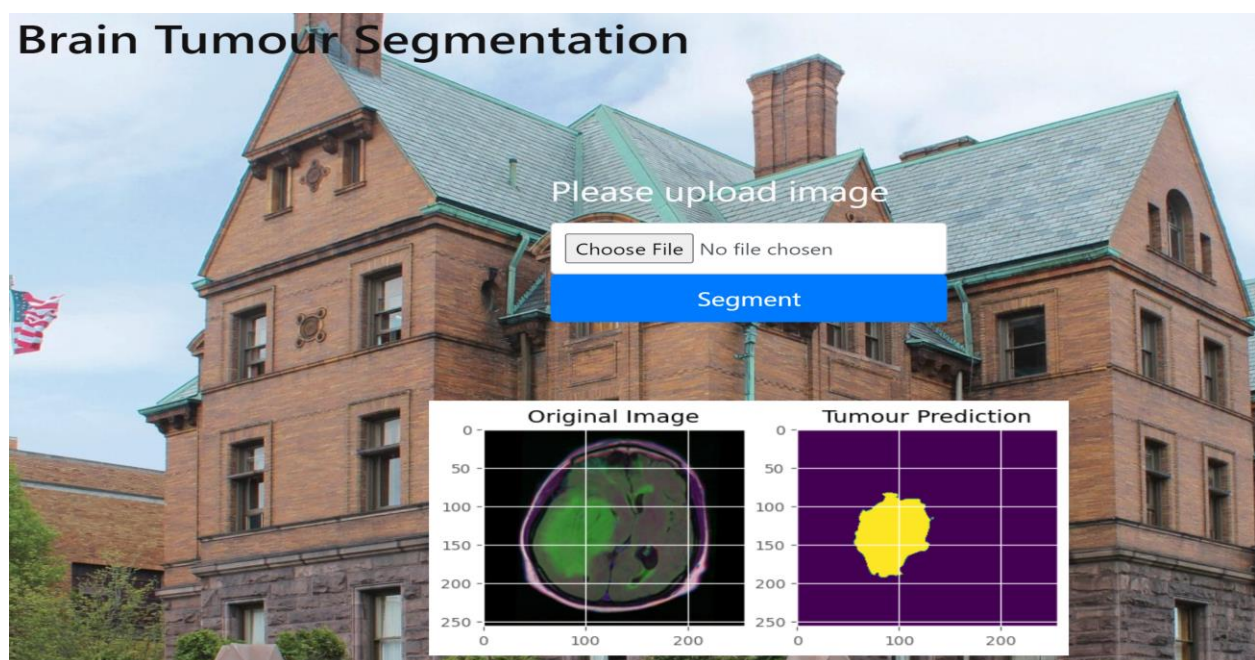 Brain Tumour Segmentation
Please upload image
Choose File No file chosen
Segment
Original Image
Tumour Prediction
0
50
100
150
200
250
0 100 200
0
50
100
150
200
250
0 100 200